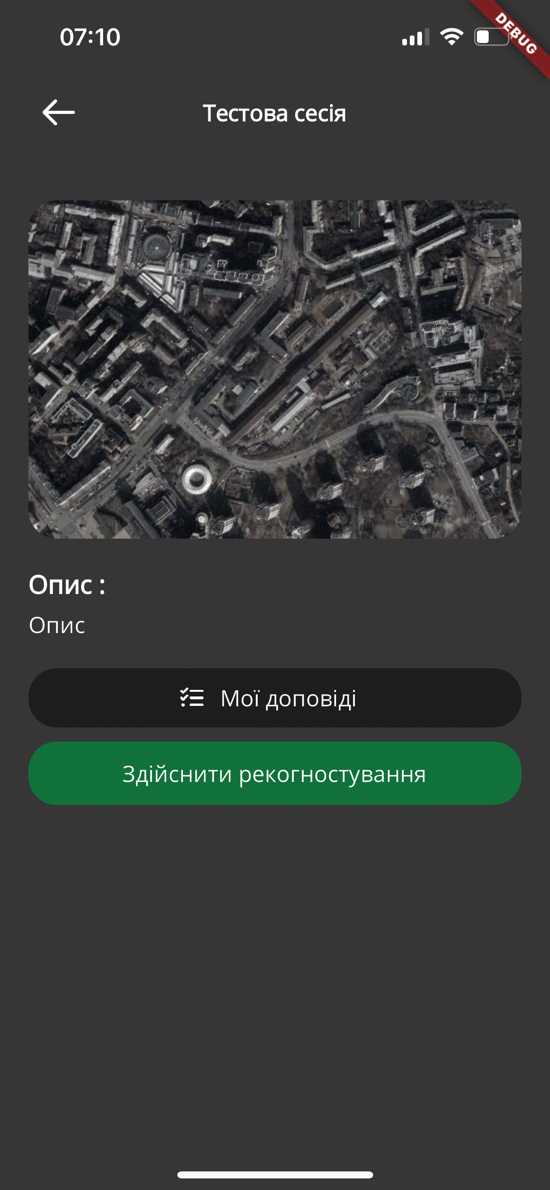 07:10
DEBUG
Тестова сесія
Опис :
Опис
Мої доповіді
Здійснити рекогностування